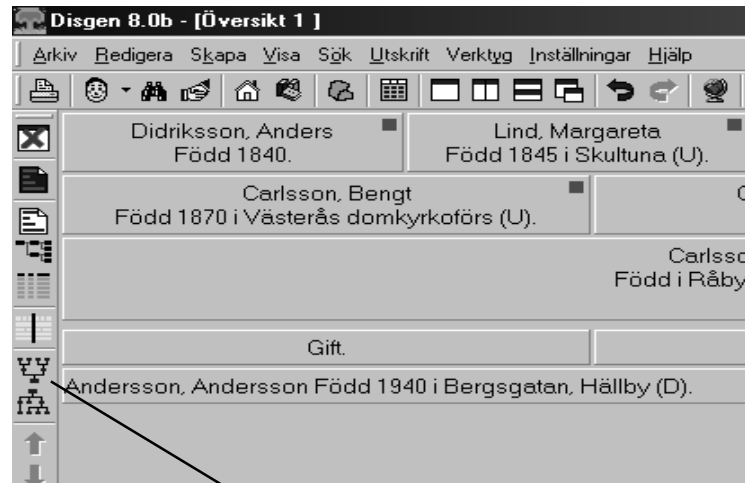 Disgen 8.0b - [Översikt 1 ]
Arkiv Redigera Skapa Visa Sök Utskrift Verktyg Inställningar Hjälp
Didriksson, Anders Lind, Margareta
Född 1840. Född 1845 i Skultuna (U).
Carlsson, Bengt
Född 1870 i Västerås domkyrkoförs (U).
Carlsso
Född i Råby
Gift.
Andersson, Andersson Född 1940 i Bergsgatan, Hällby (D).